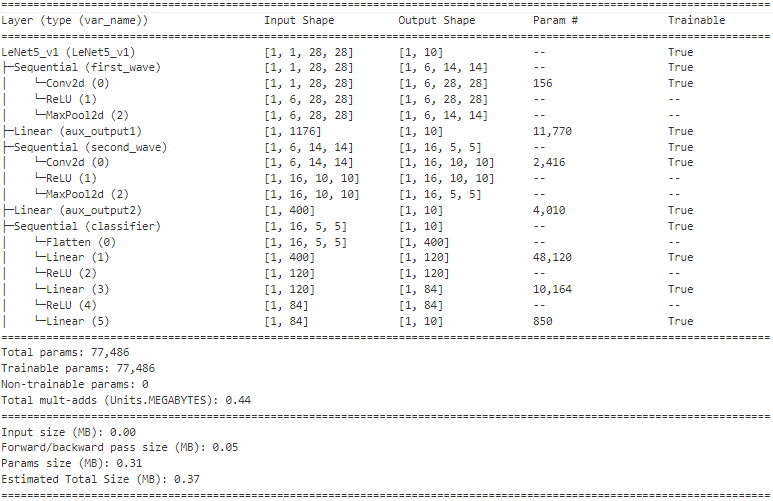 ==========================================================================================
Layer (type (var_name)) Input Shape Output Shape Param # Trainable
==========================================================================================
LeNet5_v1 (LeNet5_v1) [1, 1, 28, 28] [1, 10] -- True
├─Sequential (first_wave) [1, 1, 28, 28] [1, 6, 14, 14] -- True
│ └─Conv2d (0) [1, 1, 28, 28] [1, 6, 28, 28] 156 True
│ └─ReLU (1) [1, 6, 28, 28] [1, 6, 28, 28] -- --
│ └─MaxPool2d (2) [1, 6, 28, 28] [1, 6, 14, 14] -- --
├─Linear (aux_output1) [1, 1176] [1, 10] 11,770 True
├─Sequential (second_wave) [1, 6, 14, 14] [1, 16, 5, 5] -- True
│ └─Conv2d (0) [1, 6, 14, 14] [1, 16, 10, 10] 2,416 True
│ └─ReLU (1) [1, 16, 10, 10] [1, 16, 10, 10] -- --
│ └─MaxPool2d (2) [1, 16, 10, 10] [1, 16, 5, 5] -- --
├─Linear (aux_output2) [1, 400] [1, 10] 4,010 True
├─Sequential (classifier) [1, 16, 5, 5] [1, 10] -- True
│ └─Flatten (0) [1, 16, 5, 5] [1, 400] -- --
│ └─Linear (1) [1, 400] [1, 120] 48,120 True
│ └─ReLU (2) [1, 120] [1, 120] -- --
│ └─Linear (3) [1, 120] [1, 84] 10,164 True
│ └─ReLU (4) [1, 84] [1, 84] -- --
│ └─Linear (5) [1, 84] [1, 10] 850 True
==========================================================================================
Total params: 77,486
Trainable params: 77,486
Non-trainable params: 0
Total mult-adds (Units.MEGABYTES): 0.44
==========================================================================================
Input size (MB): 0.00
Forward/backward pass size (MB): 0.05
Params size (MB): 0.31
Estimated Total Size (MB): 0.37
==========================================================================================